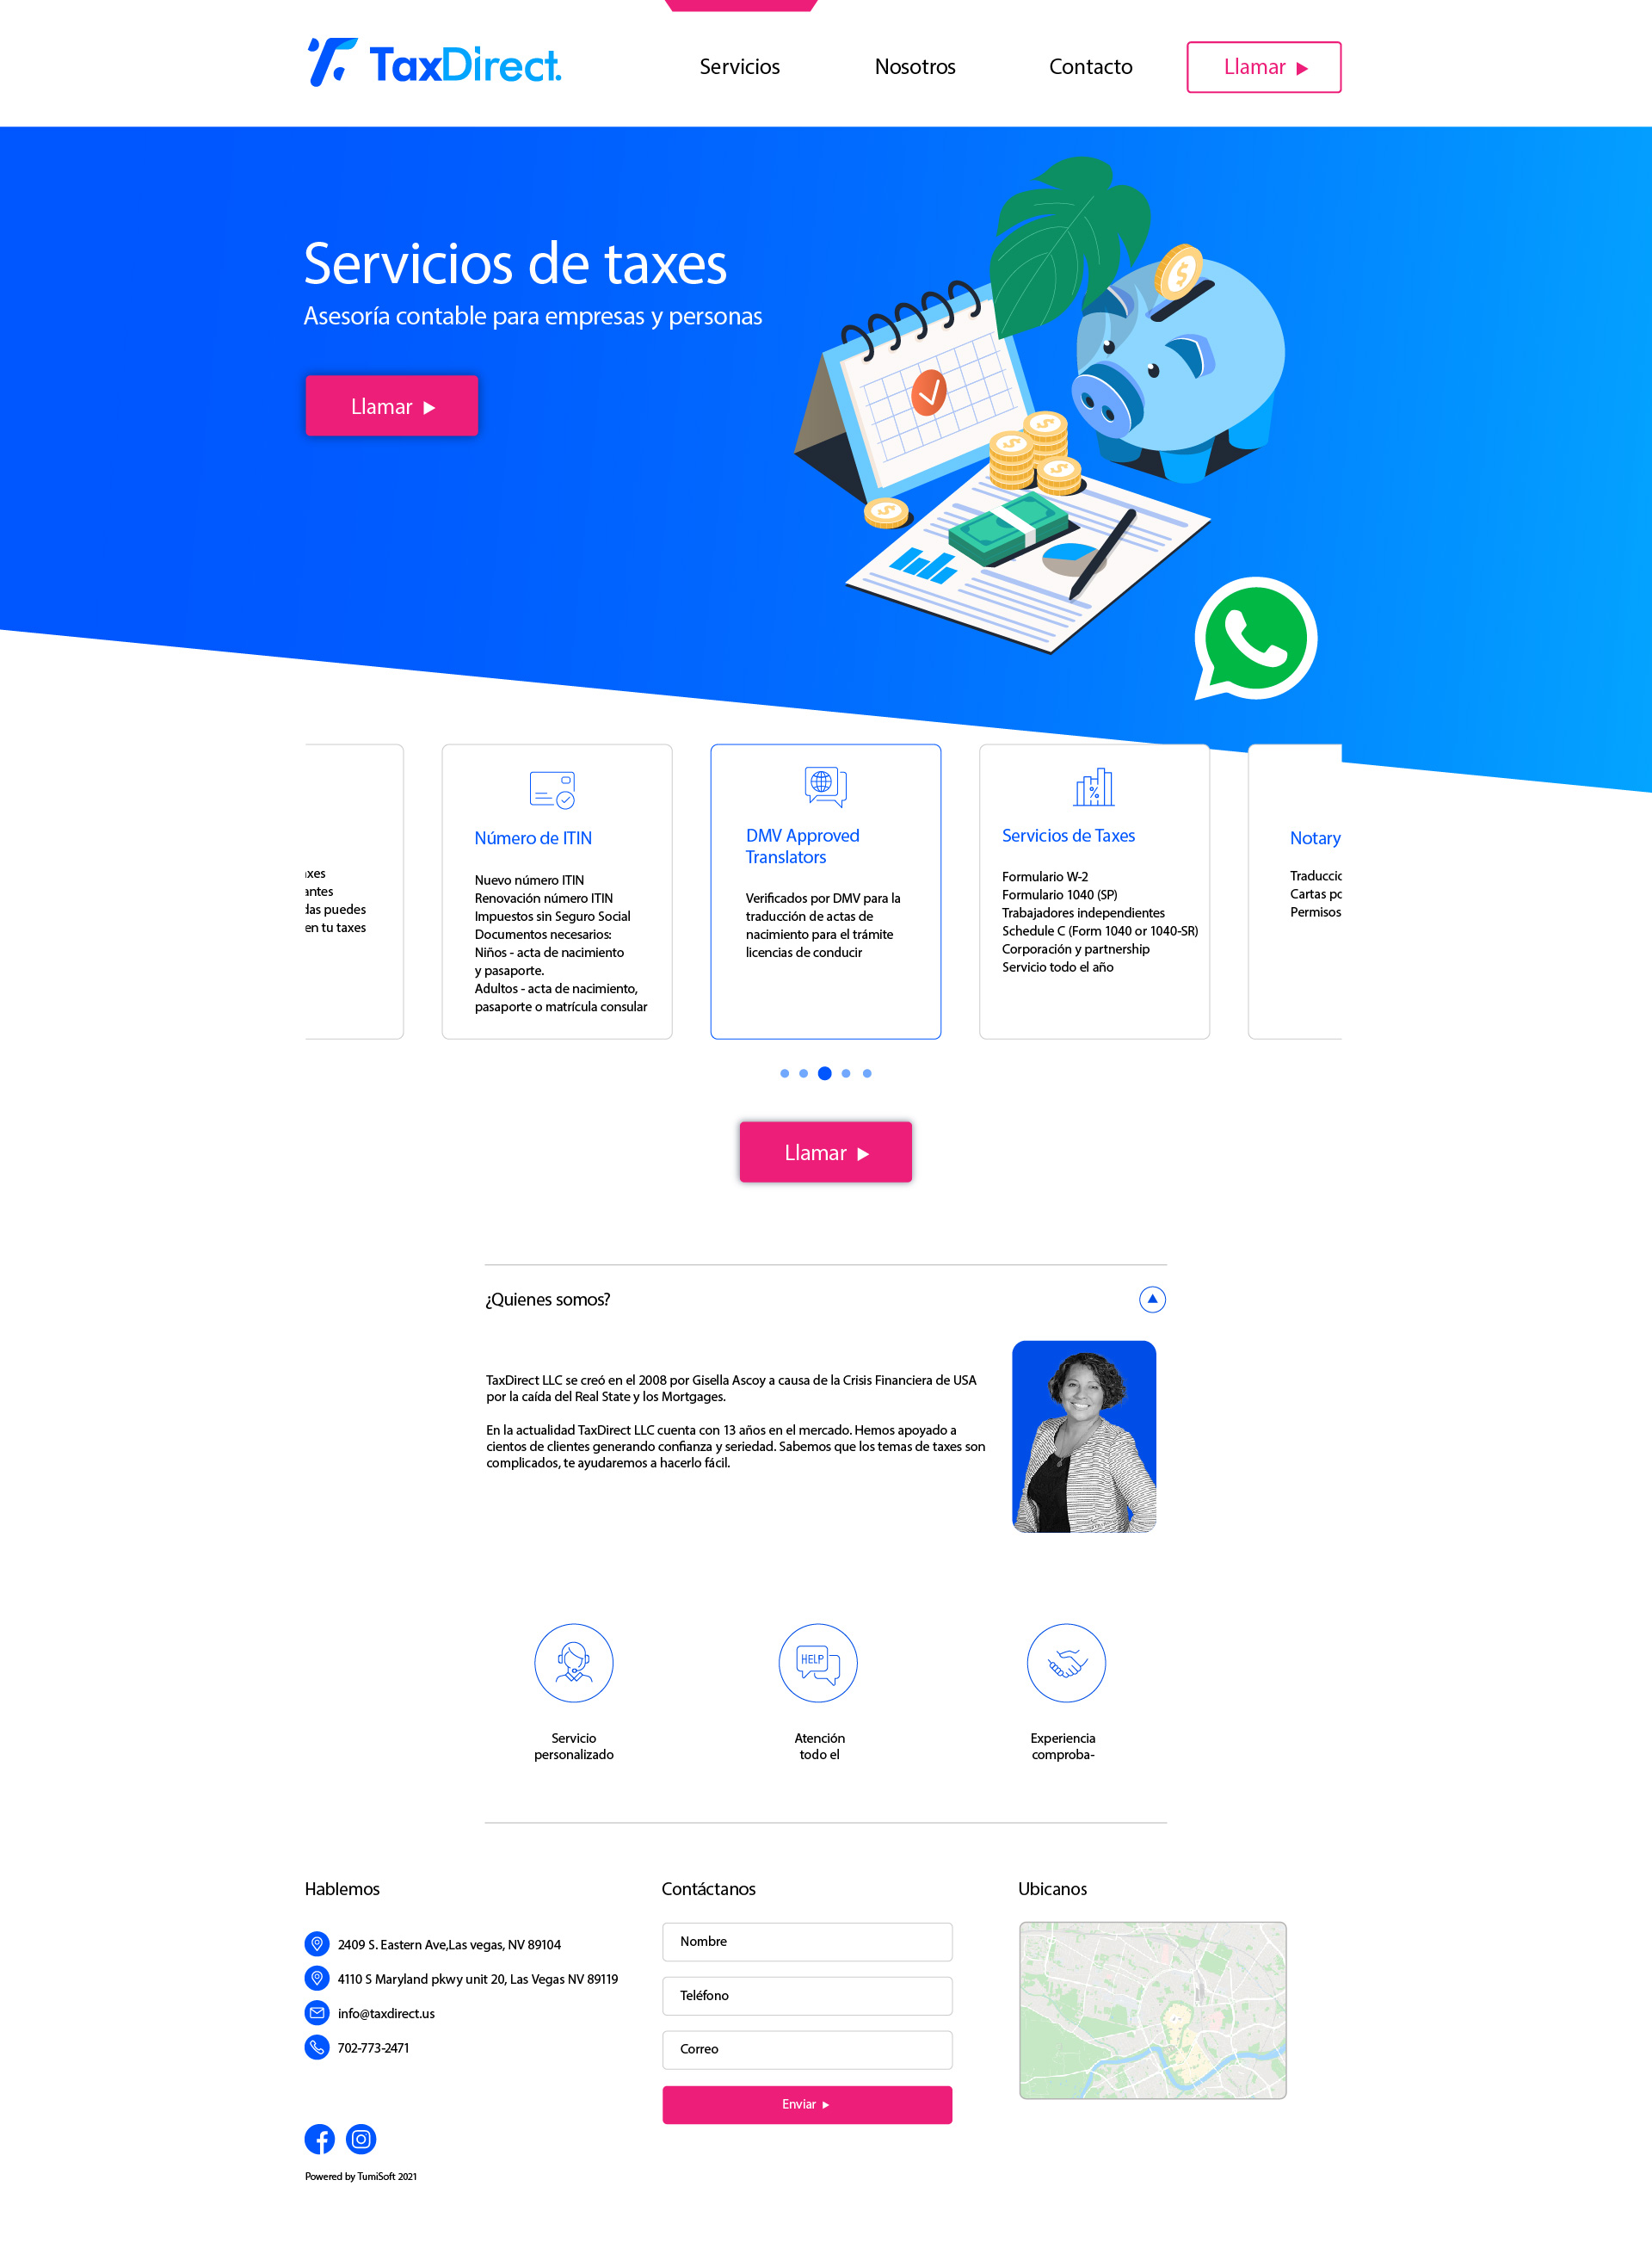 TaxDirect.
Servicios
Nosotros
Contacto
Llamar
Servicios de taxes
Asesoría contable para empresas y personas
Llamar
das puedes
en tu taxes
Número de ITIN
Nuevo número ITIN
Renovación número ITIN
Impuestos sin Seguro Social
Documentos necesarios:
Niños - acta de nacimiento
y pasaporte.
Adultos - acta de nacimiento,
pasaporte o matrícula consular
DMV Approved
Translators
Verificados por DMV para la
traducción de actas de
nacimiento para el trámite
licencias de conducir
Servicios de Taxes
Formulario W-2
Formulario 1040 (SP)
Trabajadores independientes
Schedule C (Form 1040 or 1040-SR)
Corporación y partnership
Servicio todo el año
Notary
Cartas
Permisos
Llamar
¿Quienes somos?
TaxDirect LLC se creó en el 2008 por Gisella Ascoy a causa de la Crisis Financiera de USA
por la caída del Real State y los Mortgages.
En la actualidad TaxDirect LLC cuenta con 13 años en el mercado. Hemos apoyado a
cientos de clientes generando confianza y seriedad. Sabemos que los temas de taxes son
complicados, te ayudaremos a hacerlo fácil.
HELP
Servicio
personalizado
Atención
todo el
Experiencia
comproba-
Hablemos
2409 S. Eastern Ave,Las vegas, NV 89104
4110 S Maryland pkwy unit 20, Las Vegas NV 89119
info@taxdirect.us
702-773-2471
Powered by TumiSoft 2021
Contáctanos
Nombre
Teléfono
Correo
Enviar
Ubicanos